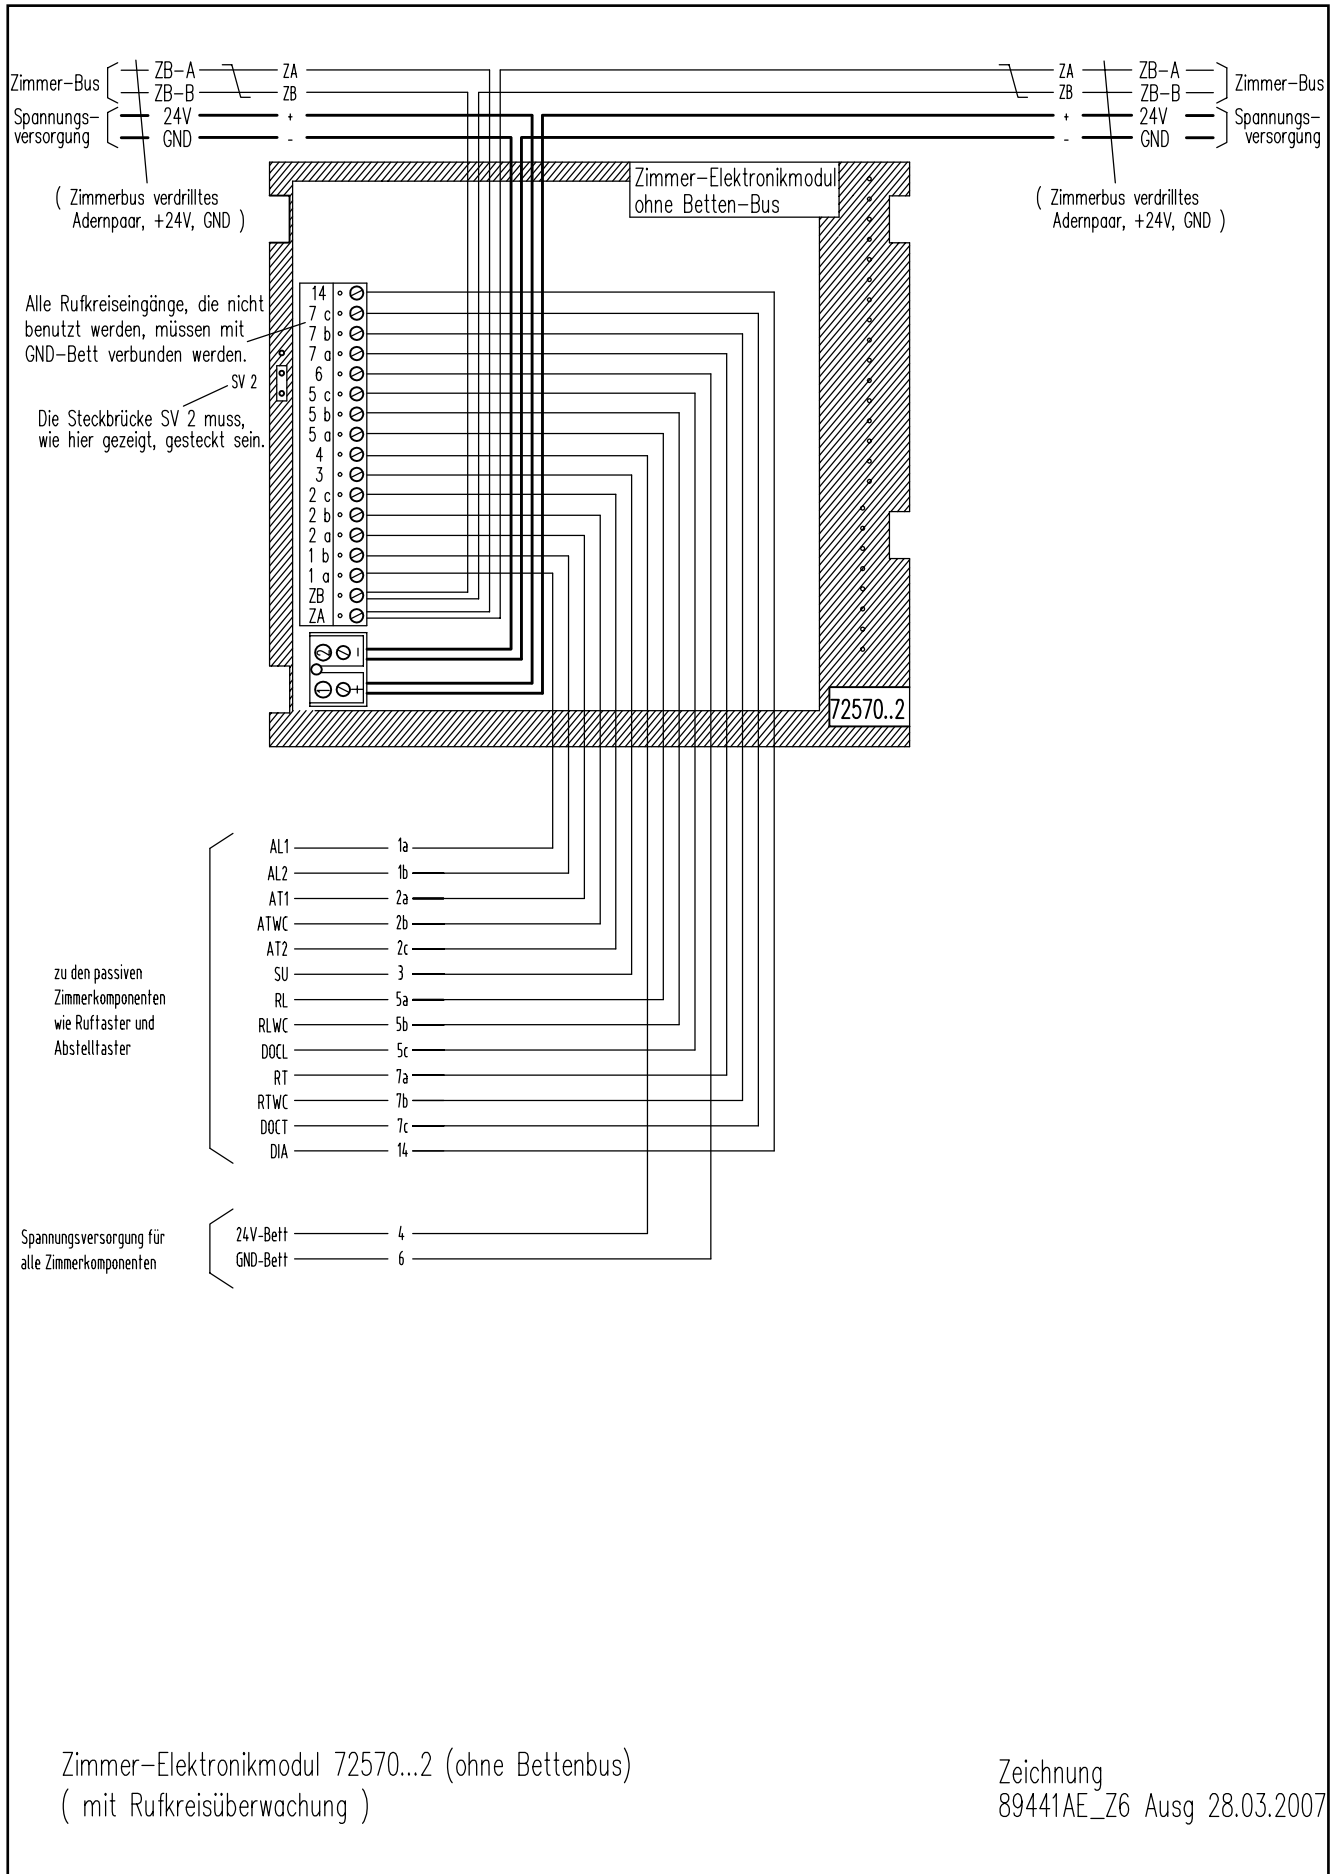 Zimmer-Bus
ZB-A
ZA
ZB-B
ZB
Spannungs-
versorgung
24V
+
GND
-
ZA
ZB-A
ZB
ZB-B
Zimmer-Bus
+
24V
-
GND
Spannungs-
versorgung
( Zimmerbus verdrilltes
Adernpaar, +24V, GND )
Zimmer-Elektronikmodul
ohne Betten-Bus
( Zimmerbus verdrilltes
Adernpaar, +24V, GND )
Alle Rufkreiseingänge, die nicht
benutzt werden, müssen mit
GND-Bett verbunden werden.
SV 2
Die Steckbrücke SV 2 muss,
wie hier gezeigt, gesteckt sein.
14
7 c
7 b
7 a
6
5 c
5 b
5 a
4
3
2 c
2 b
2 a
1 b
1 a
ZB
ZA
2 -
1 +
72570..2
zu den passiven
Zimmerkomponenten
wie Ruftaster und
Abstelltaster
AL1 1a
AL2 1b
AT1 2a
ATWC 2b
AT2 2c
SU 3
RL 5a
RLWC 5b
DOCL 5c
RT 7a
RTWC 7b
DOCT 7c
DIA 14
Spannungsversorgung für
alle Zimmerkomponenten
24V-Bett 4
GND-Bett 6
Zimmer-Elektronikmodul 72570...2 (ohne Bettenbus)
( mit Rufkreisüberwachung )
Zeichnung
89441AE_Z6 Ausg 28.03.2007